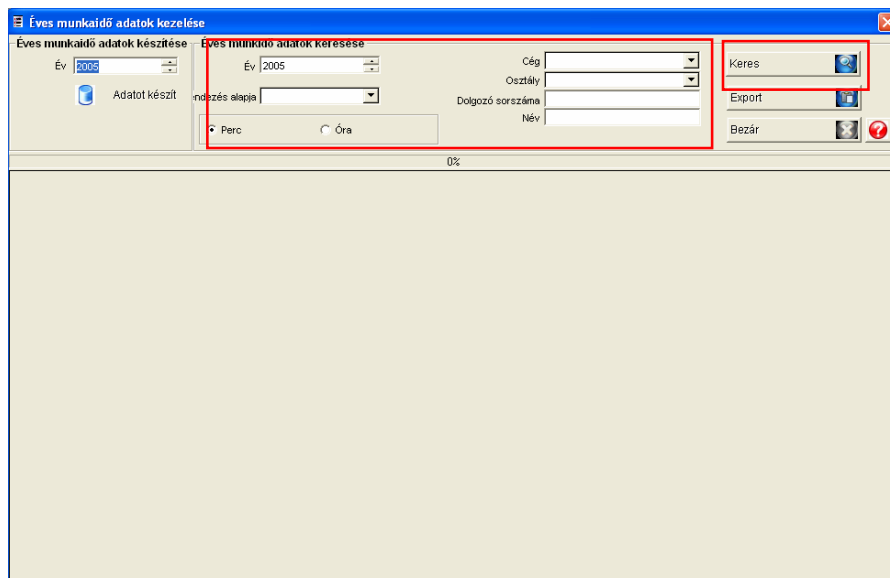 Éves munkaidő adatok kezelése
Éves munkaidő adatok készítése
Év 2005
Adatot készít
Éves munkidő adatok keresése
Év 2005
endezés alapja
Perc
Óra
Cég
Osztály
Dolgozó sorszáma
Név
Keres
Export
Bezár
0%